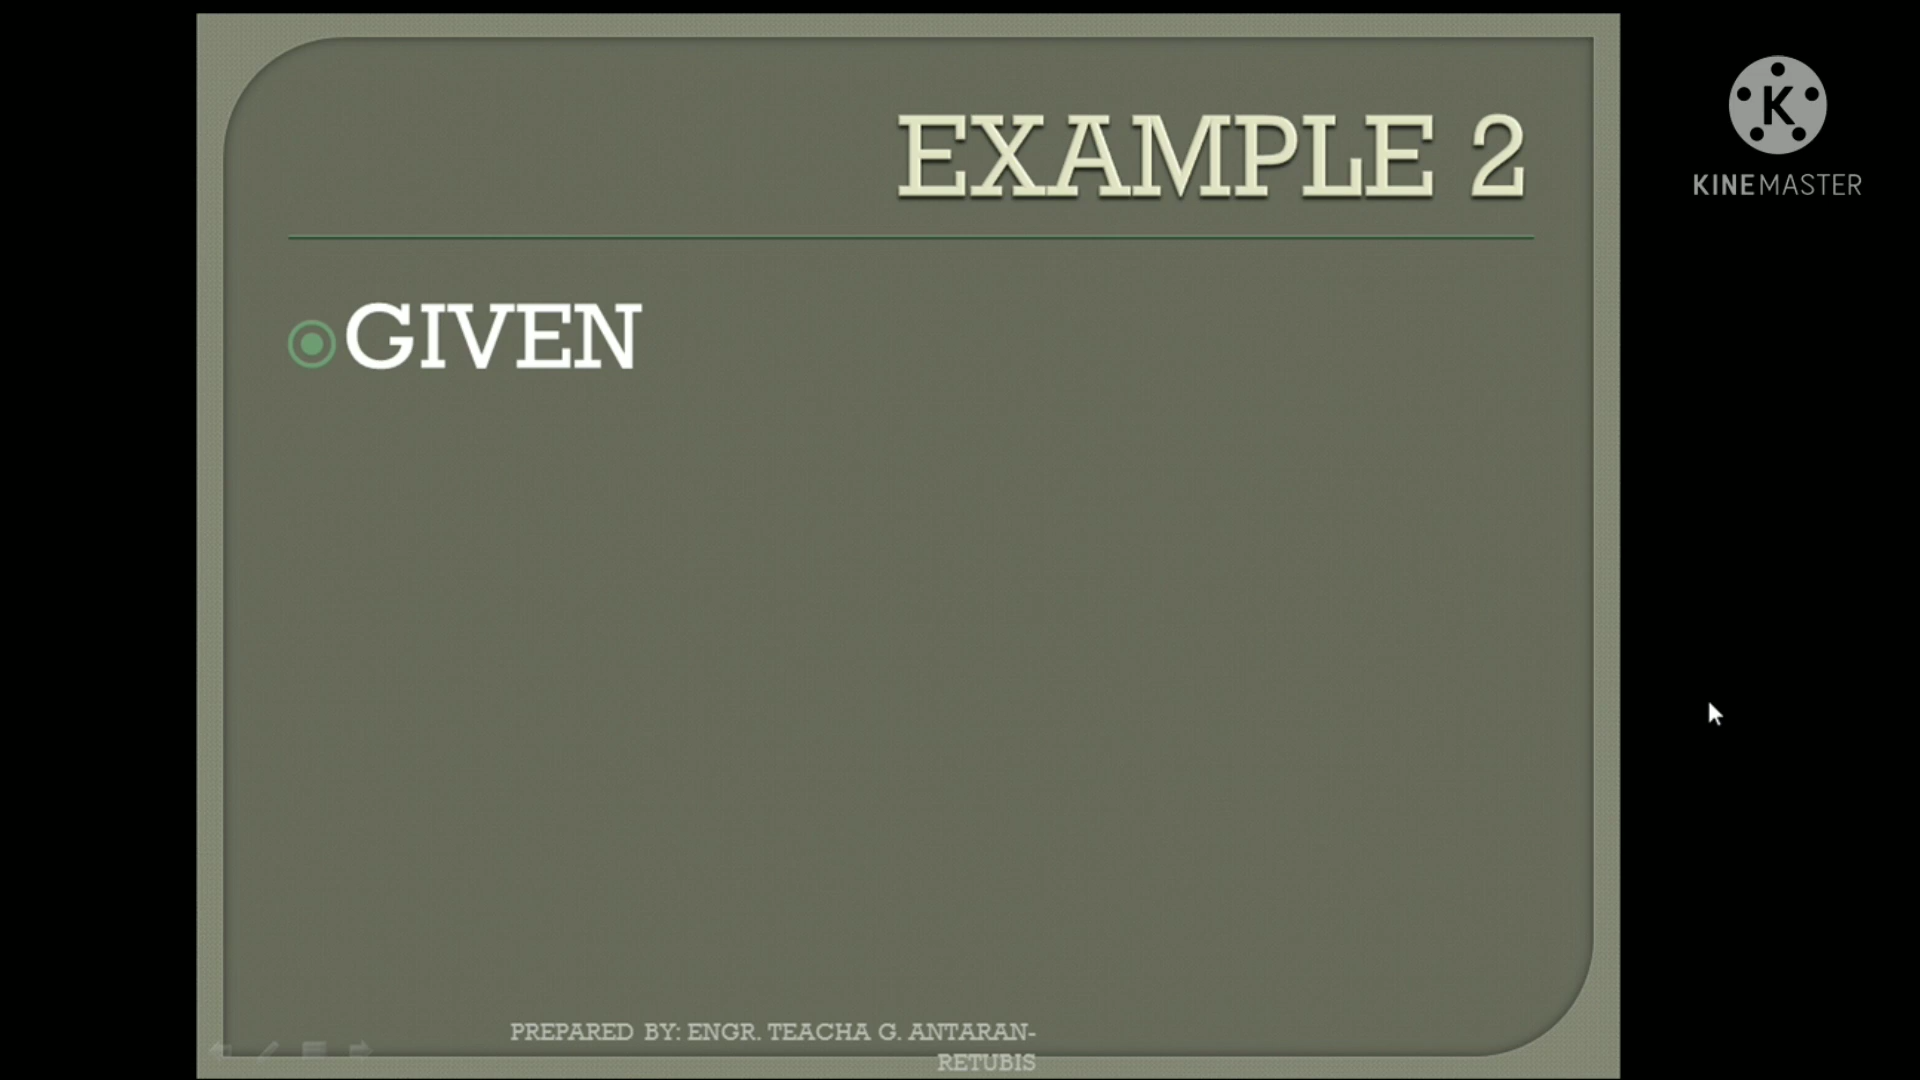 EXAMPLE 2
K
KINEMASTER
GIVEN
PREPARED BY: ENGR. TEACHA G. ANTARAN-
RETUBIS